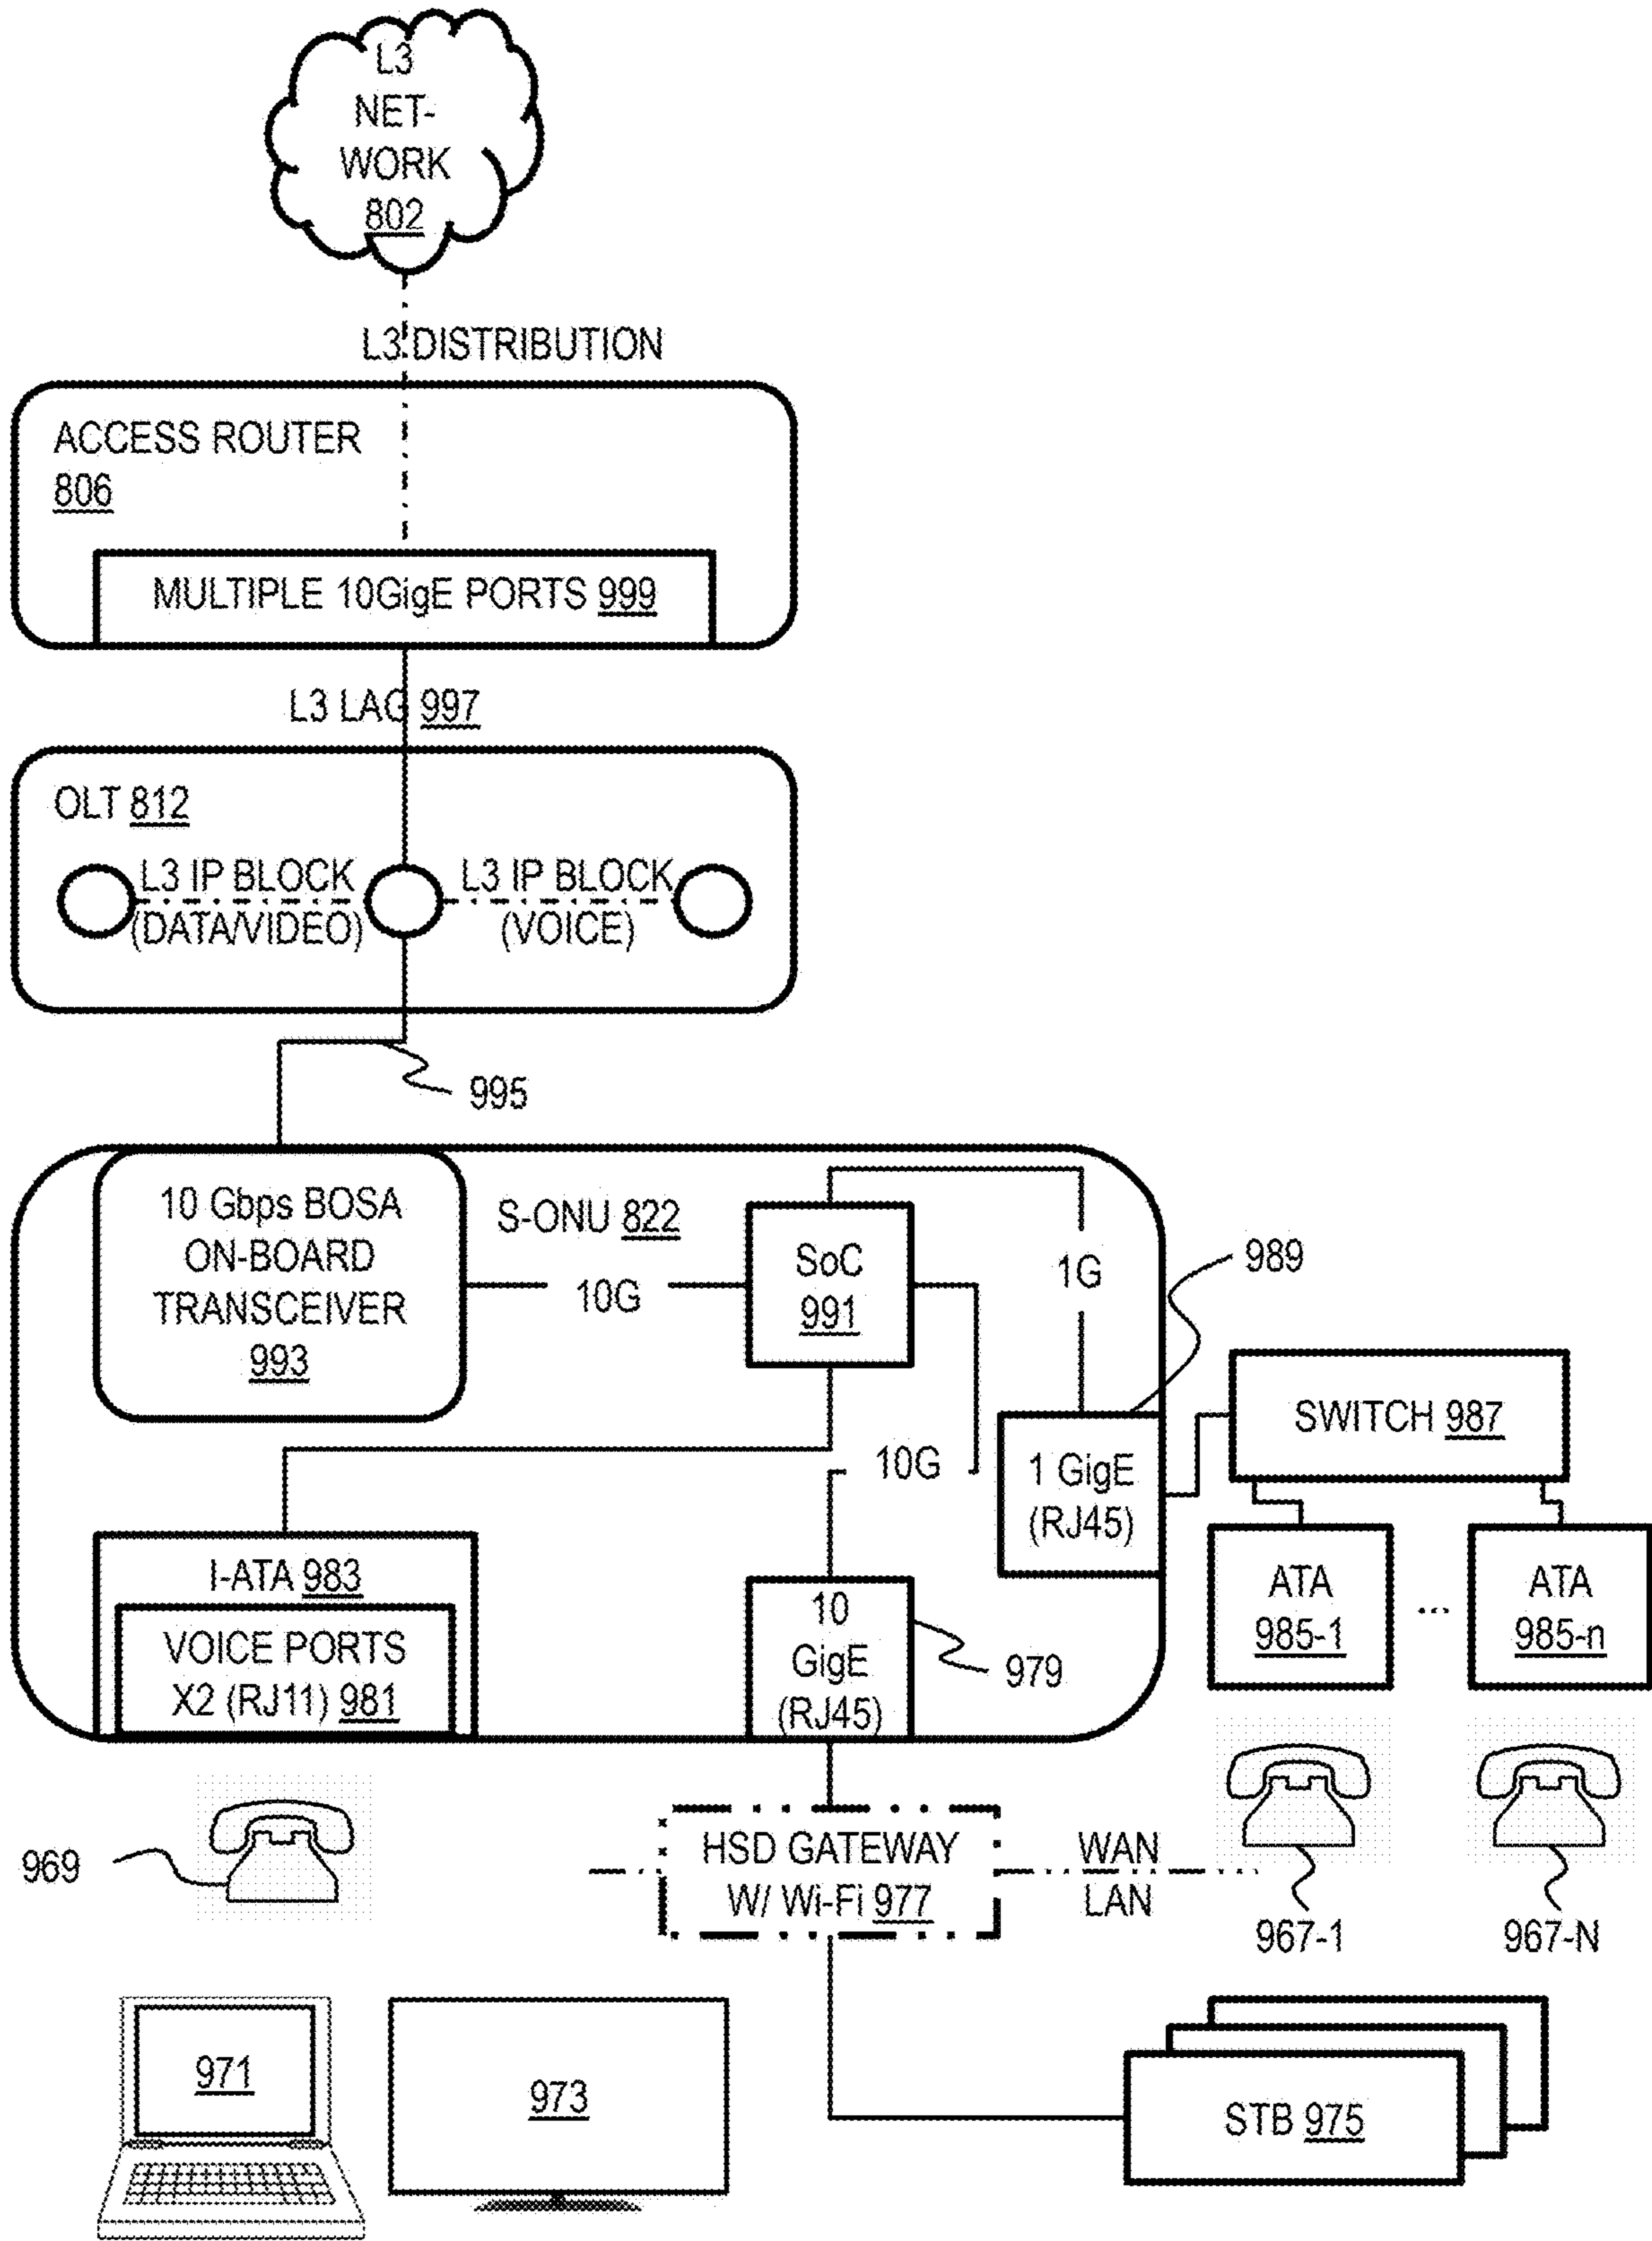 L3
NET-
WORK
802
L3 DISTRIBUTION
ACCESS ROUTER
806
MULTIPLE 10GigE PORTS 999
L3 LAG 997
OLT 812
L3 IP BLOCK
(DATA/VIDEO)
L3 IP BLOCK
(VOICE)
995
10 Gbps BOSA
ON-BOARD
TRANSCEIVER
993
S-ONU 822
10G
SoC
991
1G
989
SWITCH 987
10G
1 GigE
(RJ45)
I-ATA 983
VOICE PORTS
X2 (RJ11) 981
10
GigE
(RJ45)
979
ATA
985-1
...
ATA
985-n
969
HSD GATEWAY
W/ Wi-Fi 977
WAN
LAN
967-1
967-N
971
973
STB 975